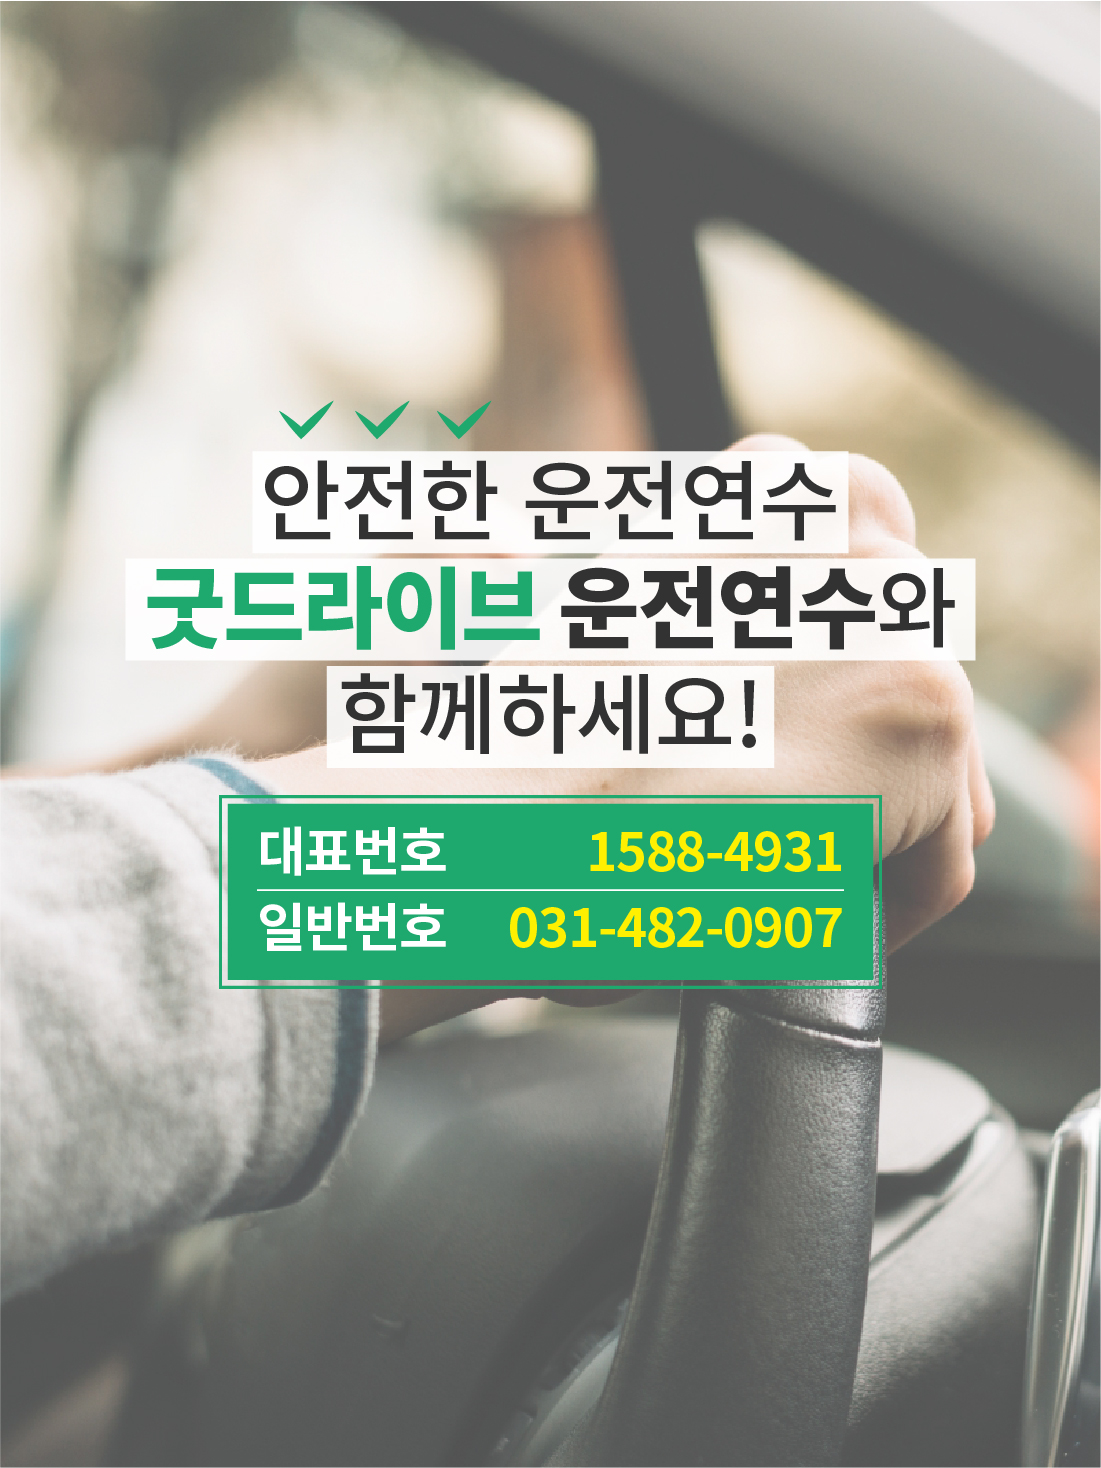 안전한 운전연수
굿드라이브 운전연수와
함께하세요!
대표번호 1588-4931
일반번호 031-482-0907